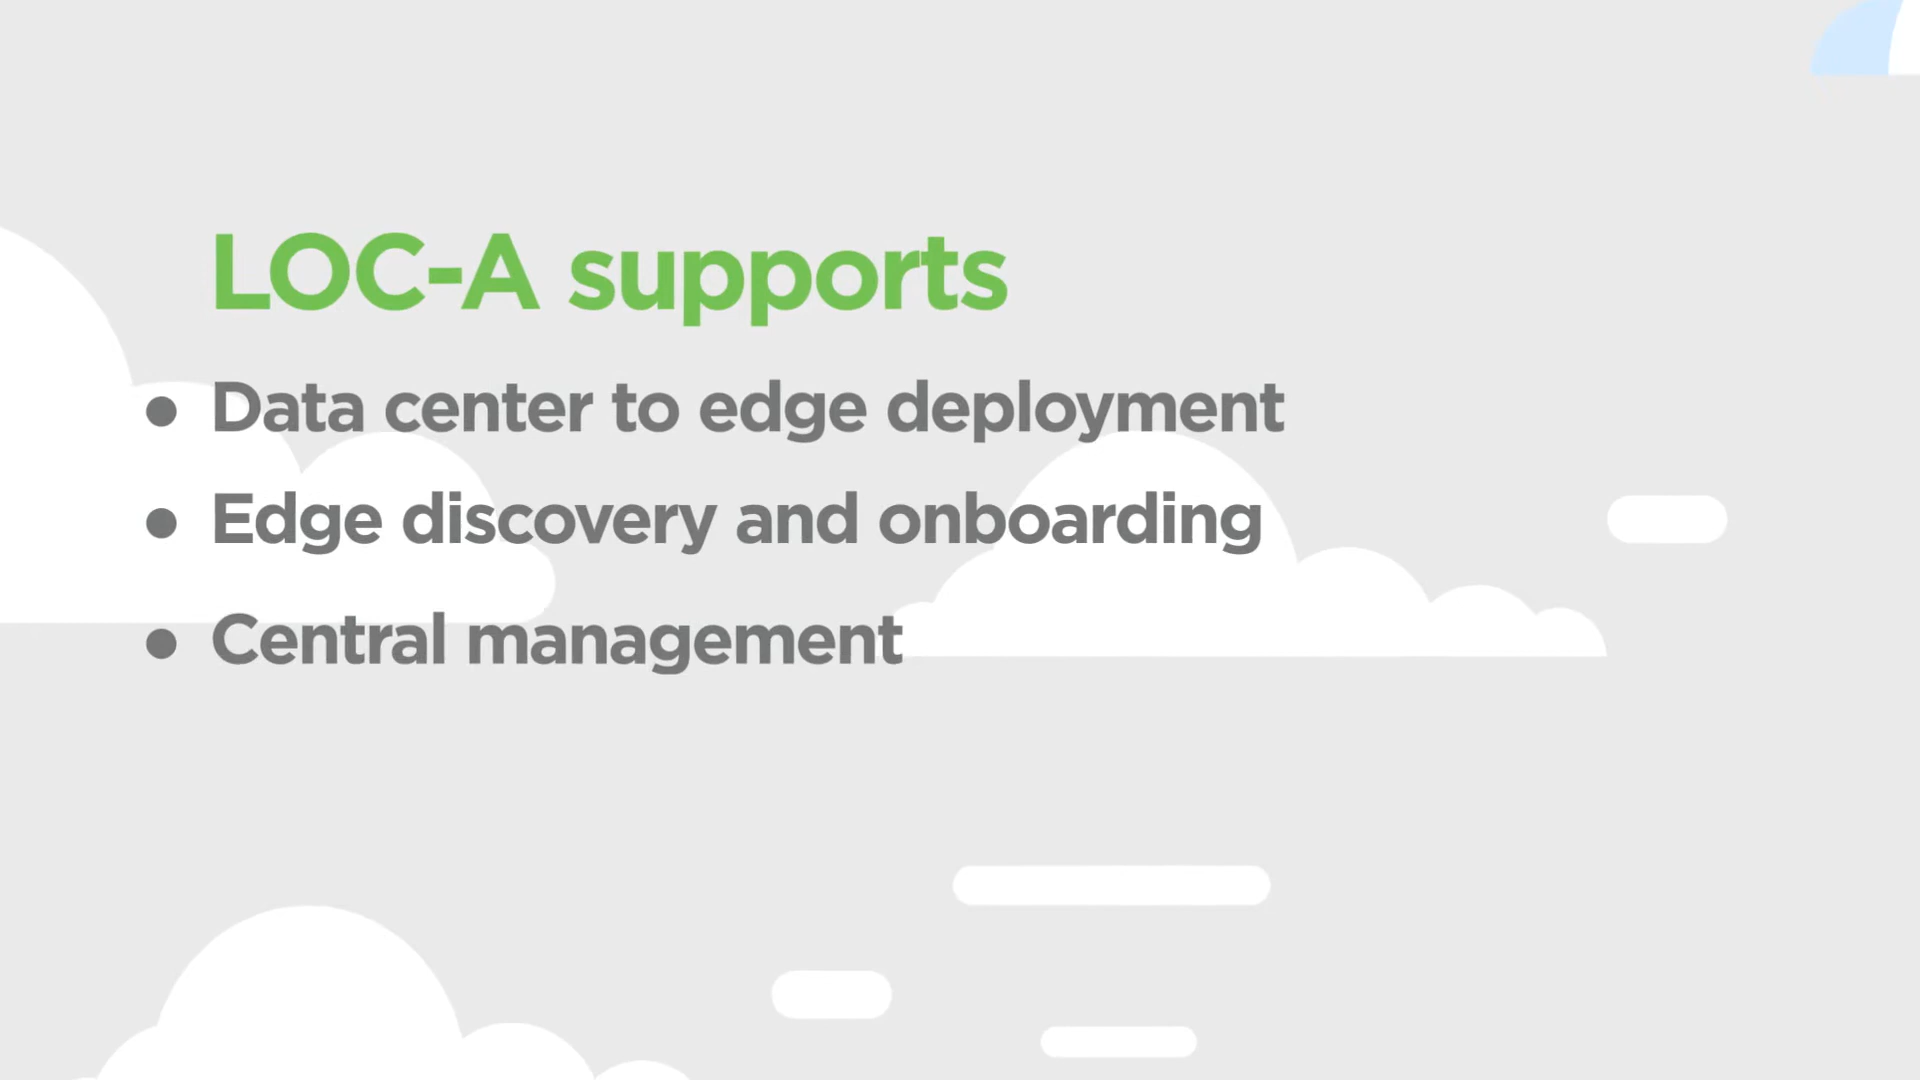 LOC-A supports
• Data center to edge deployment
• Edge discovery and onboarding
• Central management